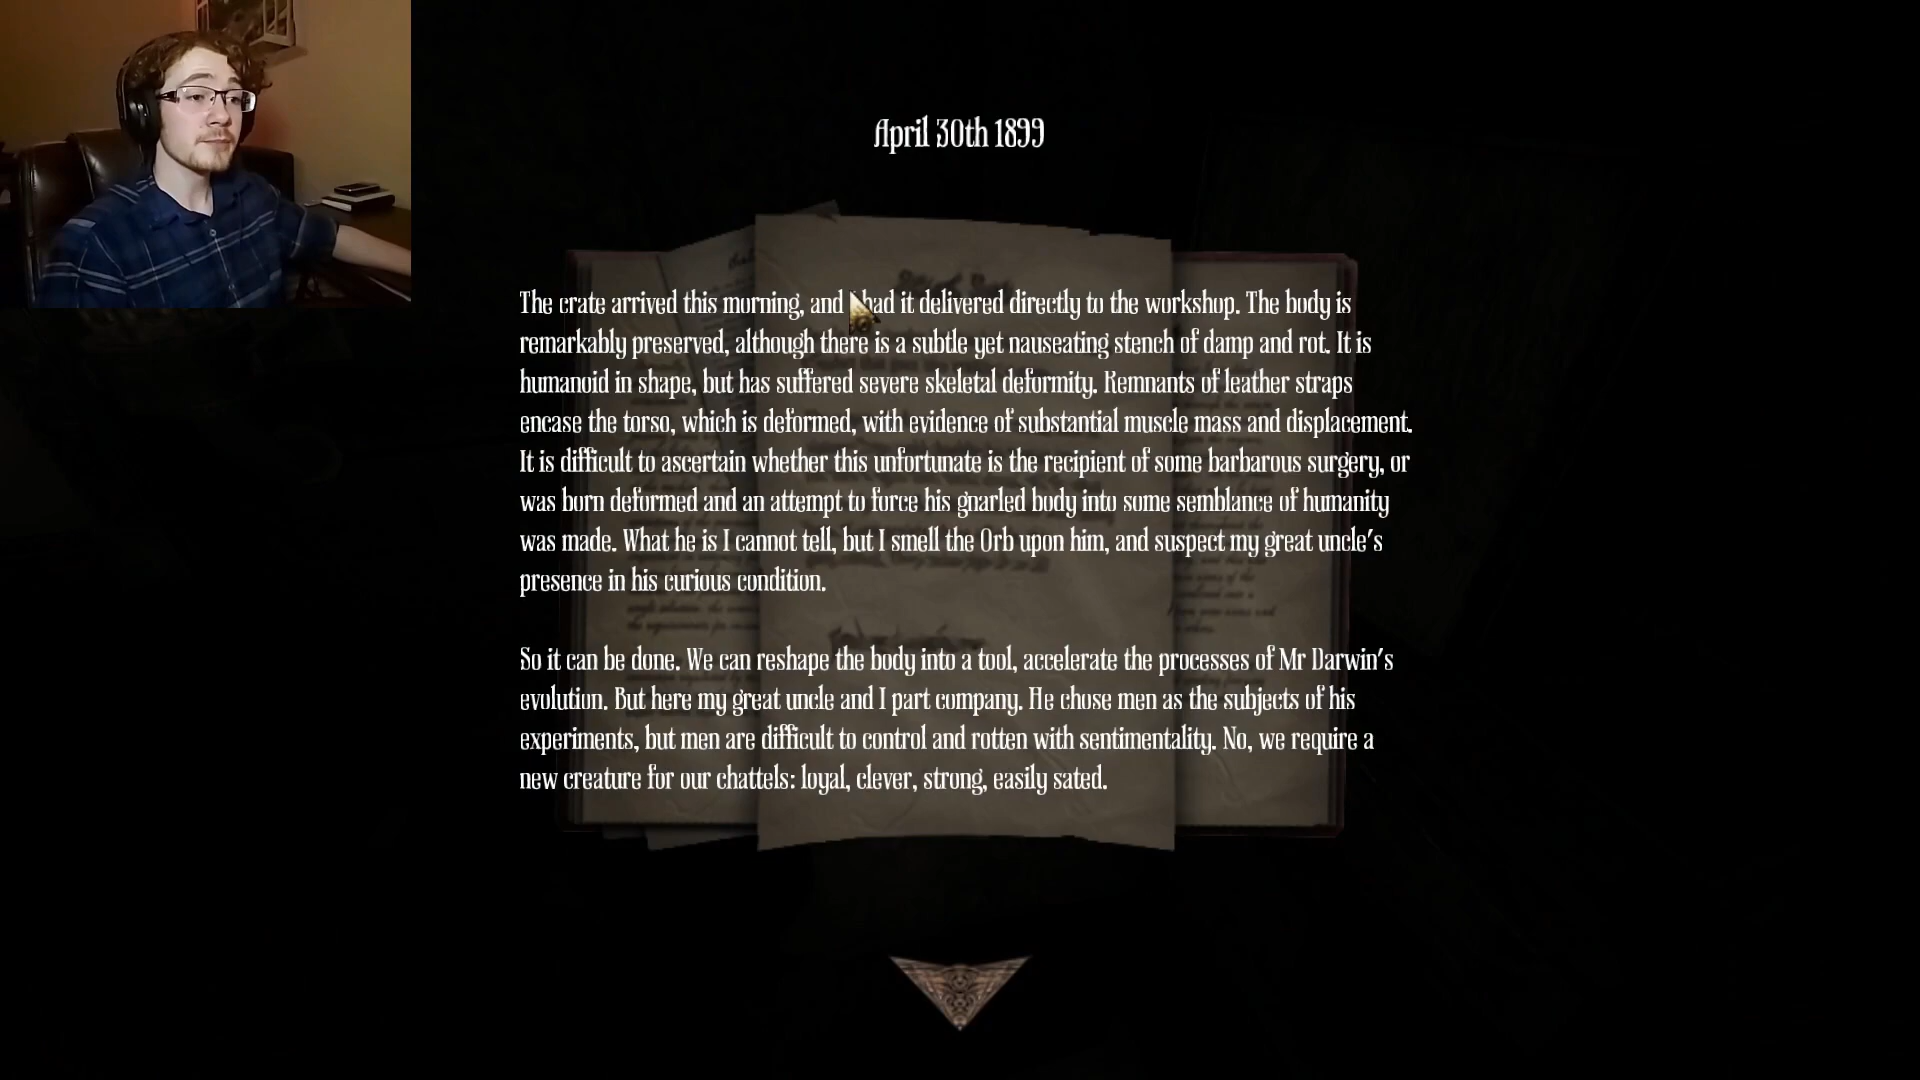 April 30th 1899
The crate arrived this morning, and I had it delivered directly to the workshop. The body is
remarkably preserved, although there is a subtle yet nauseating stench of damp and rot. It is
humanoid in shape, but has suffered severe skeletal deformity. Remnants of leather straps
encase the torso, which is deformed, with evidence of substantial muscle mass and displacement.
It is difficult to ascertain whether this unfortunate is the recipient of some barbarous surgery, or
was born deformed and an attempt to force his gnarled body into some semblance of humanity
was made. What he is I cannot tell, but I smell the Orb upon him, and suspect my great uncle's
presence in his curious condition.
So it can be done. We can reshape the body into a tool, accelerate the processes of Mr Darwin's
evolution. But here my great uncle and I part company. He chose men as the subjects of his
experiments, but men are difficult to control and rotten with sentimentality. No, we require a
new creature for our chattels: loyal, clever, strong, easily sated.